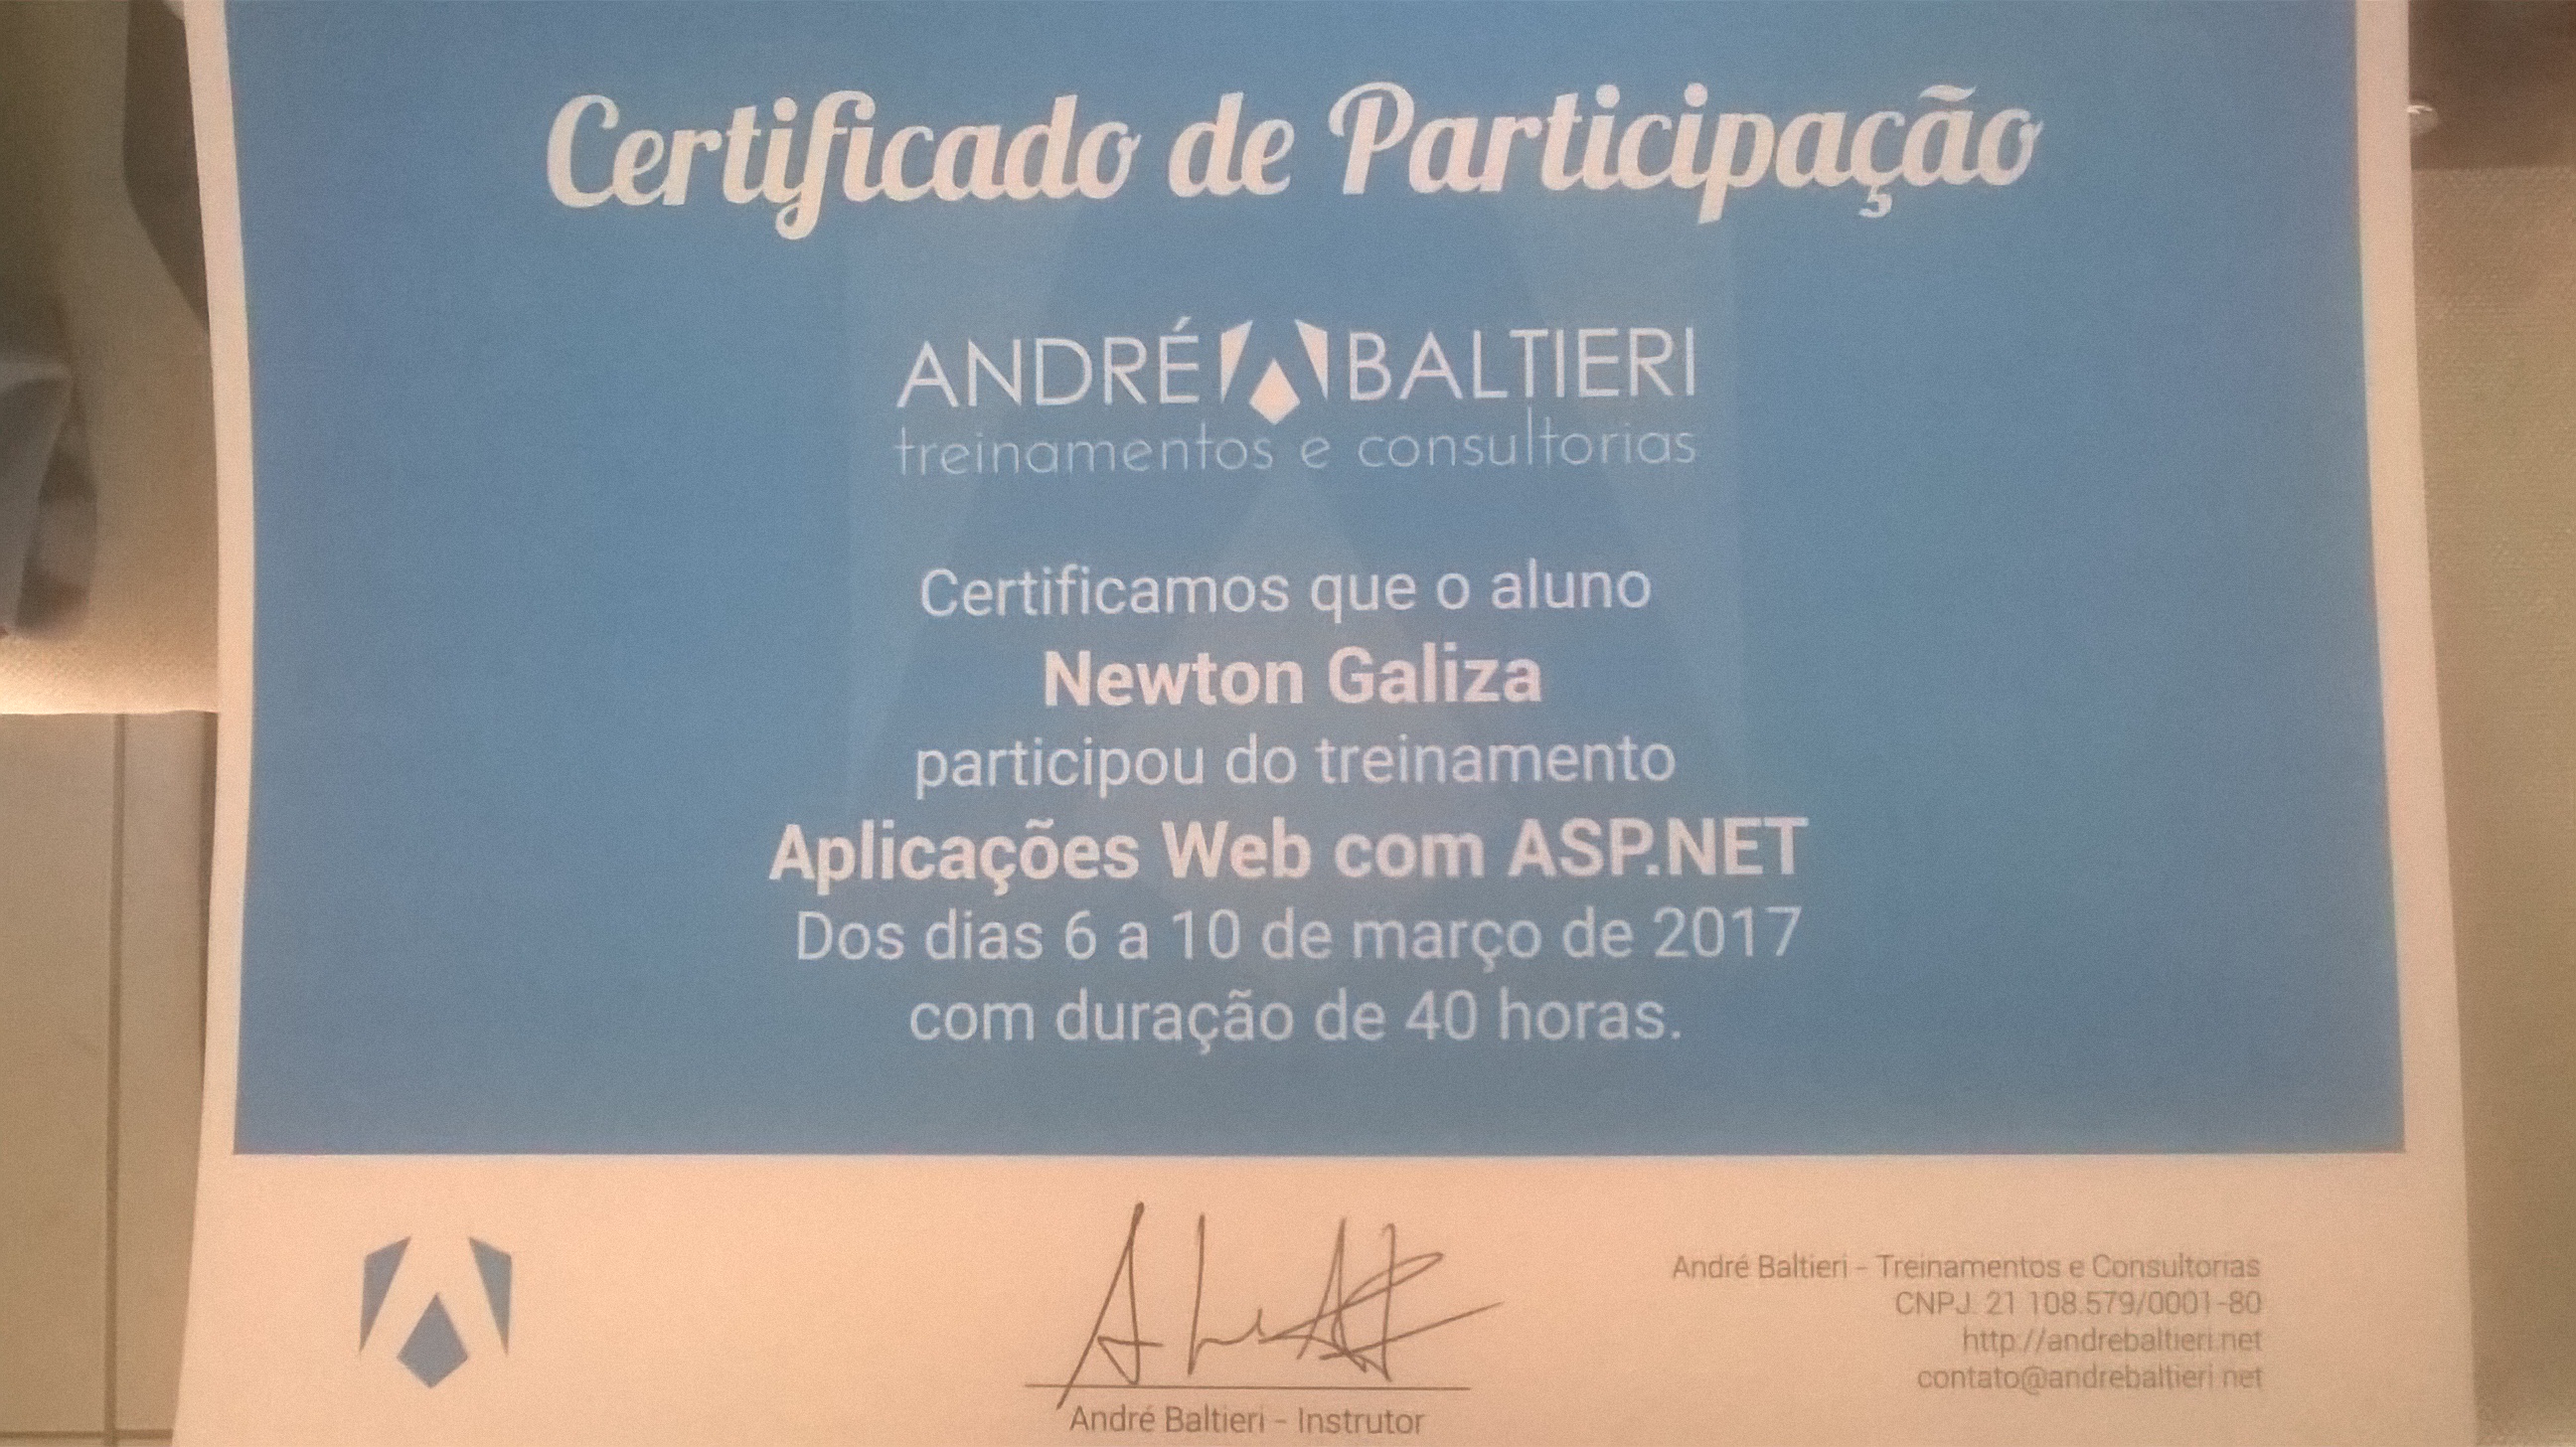 Certificado de Participação
ANDRÉ BALTIERI
treinamentos e consultorias
Certificamos que o aluno
Newton Galiza
participou do treinamento
Aplicações Web com ASP.NET
Dos dias 6 a 10 de março de 2017
com duração de 40 horas.
André Baltieri - Instrutor
André Baltieri - Treinamentos e Consultorias
CNPJ: 21.108.579/0001-80
http://andrebaltieri.net
contato@andrebaltieri.net